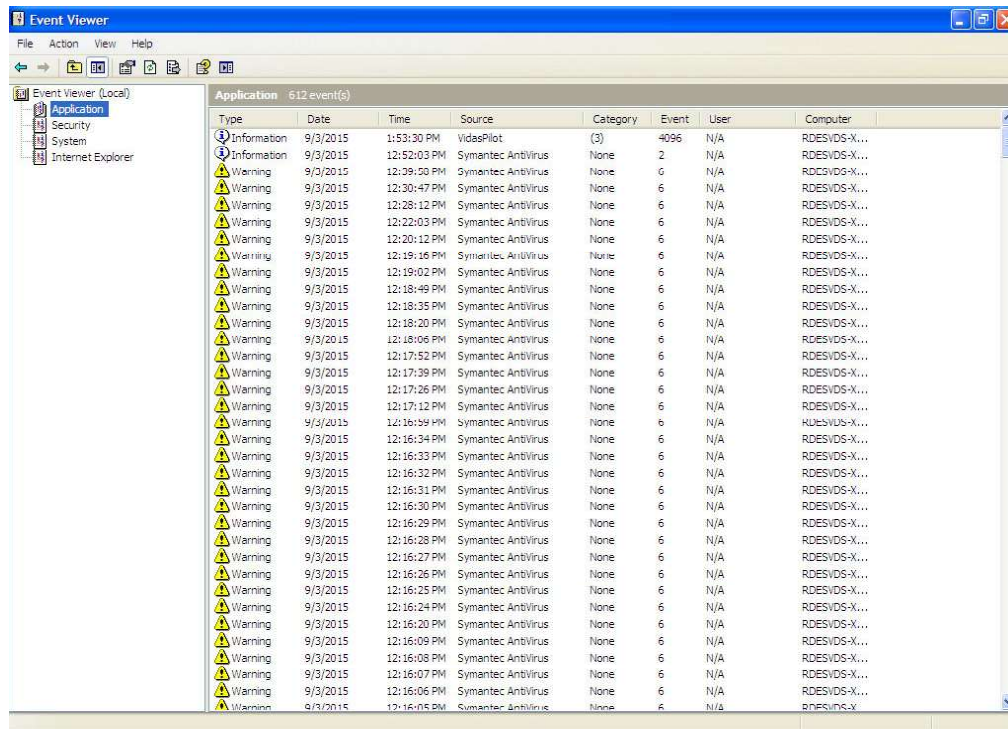 Event Viewer
File Action View Help
Event Viewer (Local)
Application
Security
System
Internet Explorer
Application 612 event(s)
Type Date Time Source Category Event User Computer
Information 9/3/2015 1:53:30 PM VidasPilot (3) 4096 N/A RDESVDS-X...
Information 9/3/2015 12:52:03 PM Symantec AntiVirus None 2 N/A RDESVDS-X...
Warning 9/3/2015 12:39:50 PM Symantec AntiVirus None 6 N/A RDESVDS-X...
Warning 9/3/2015 12:30:47 PM Symantec AntiVirus None 6 N/A RDESVDS-X...
Warning 9/3/2015 12:28:12 PM Symantec AntiVirus None 6 N/A RDESVDS-X...
Warning 9/3/2015 12:22:03 PM Symantec AntiVirus None 6 N/A RDESVDS-X...
Warning 9/3/2015 12:20:12 PM Symantec AntiVirus None 6 N/A RDESVDS-X...
Warning 9/3/2015 12:19:16 PM Symantec AntiVirus None 6 N/A RDESVDS-X...
Warning 9/3/2015 12:19:02 PM Symantec AntiVirus None 6 N/A RDESVDS-X...
Warning 9/3/2015 12:18:49 PM Symantec AntiVirus None 6 N/A RDESVDS-X...
Warning 9/3/2015 12:18:35 PM Symantec AntiVirus None 6 N/A RDESVDS-X...
Warning 9/3/2015 12:18:20 PM Symantec AntiVirus None 6 N/A RDESVDS-X...
Warning 9/3/2015 12:18:06 PM Symantec AntiVirus None 6 N/A RDESVDS-X...
Warning 9/3/2015 12:17:52 PM Symantec AntiVirus None 6 N/A RDESVDS-X...
Warning 9/3/2015 12:17:39 PM Symantec AntiVirus None 6 N/A RDESVDS-X...
Warning 9/3/2015 12:17:26 PM Symantec AntiVirus None 6 N/A RDESVDS-X...
Warning 9/3/2015 12:17:12 PM Symantec AntiVirus None 6 N/A RDESVDS-X...
Warning 9/3/2015 12:16:59 PM Symantec AntiVirus None 6 N/A RDESVDS-X...
Warning 9/3/2015 12:16:34 PM Symantec AntiVirus None 6 N/A RDESVDS-X...
Warning 9/3/2015 12:16:33 PM Symantec AntiVirus None 6 N/A RDESVDS-X...
Warning 9/3/2015 12:16:32 PM Symantec AntiVirus None 6 N/A RDESVDS-X...
Warning 9/3/2015 12:16:31 PM Symantec AntiVirus None 6 N/A RDESVDS-X...
Warning 9/3/2015 12:16:30 PM Symantec AntiVirus None 6 N/A RDESVDS-X...
Warning 9/3/2015 12:16:29 PM Symantec AntiVirus None 6 N/A RDESVDS-X...
Warning 9/3/2015 12:16:28 PM Symantec AntiVirus None 6 N/A RDESVDS-X...
Warning 9/3/2015 12:16:27 PM Symantec AntiVirus None 6 N/A RDESVDS-X...
Warning 9/3/2015 12:16:26 PM Symantec AntiVirus None 6 N/A RDESVDS-X...
Warning 9/3/2015 12:16:25 PM Symantec AntiVirus None 6 N/A RDESVDS-X...
Warning 9/3/2015 12:16:24 PM Symantec AntiVirus None 6 N/A RDESVDS-X...
Warning 9/3/2015 12:16:20 PM Symantec AntiVirus None 6 N/A RDESVDS-X...
Warning 9/3/2015 12:16:09 PM Symantec AntiVirus None 6 N/A RDESVDS-X...
Warning 9/3/2015 12:16:08 PM Symantec AntiVirus None 6 N/A RDESVDS-X...
Warning 9/3/2015 12:16:07 PM Symantec AntiVirus None 6 N/A RDESVDS-X...
Warning 9/3/2015 12:16:06 PM Symantec AntiVirus None 6 N/A RDESVDS-X...
Warning 9/3/2015 12:16:05 PM Symantec AntiVirus None 6 N/A RDESVDS-X